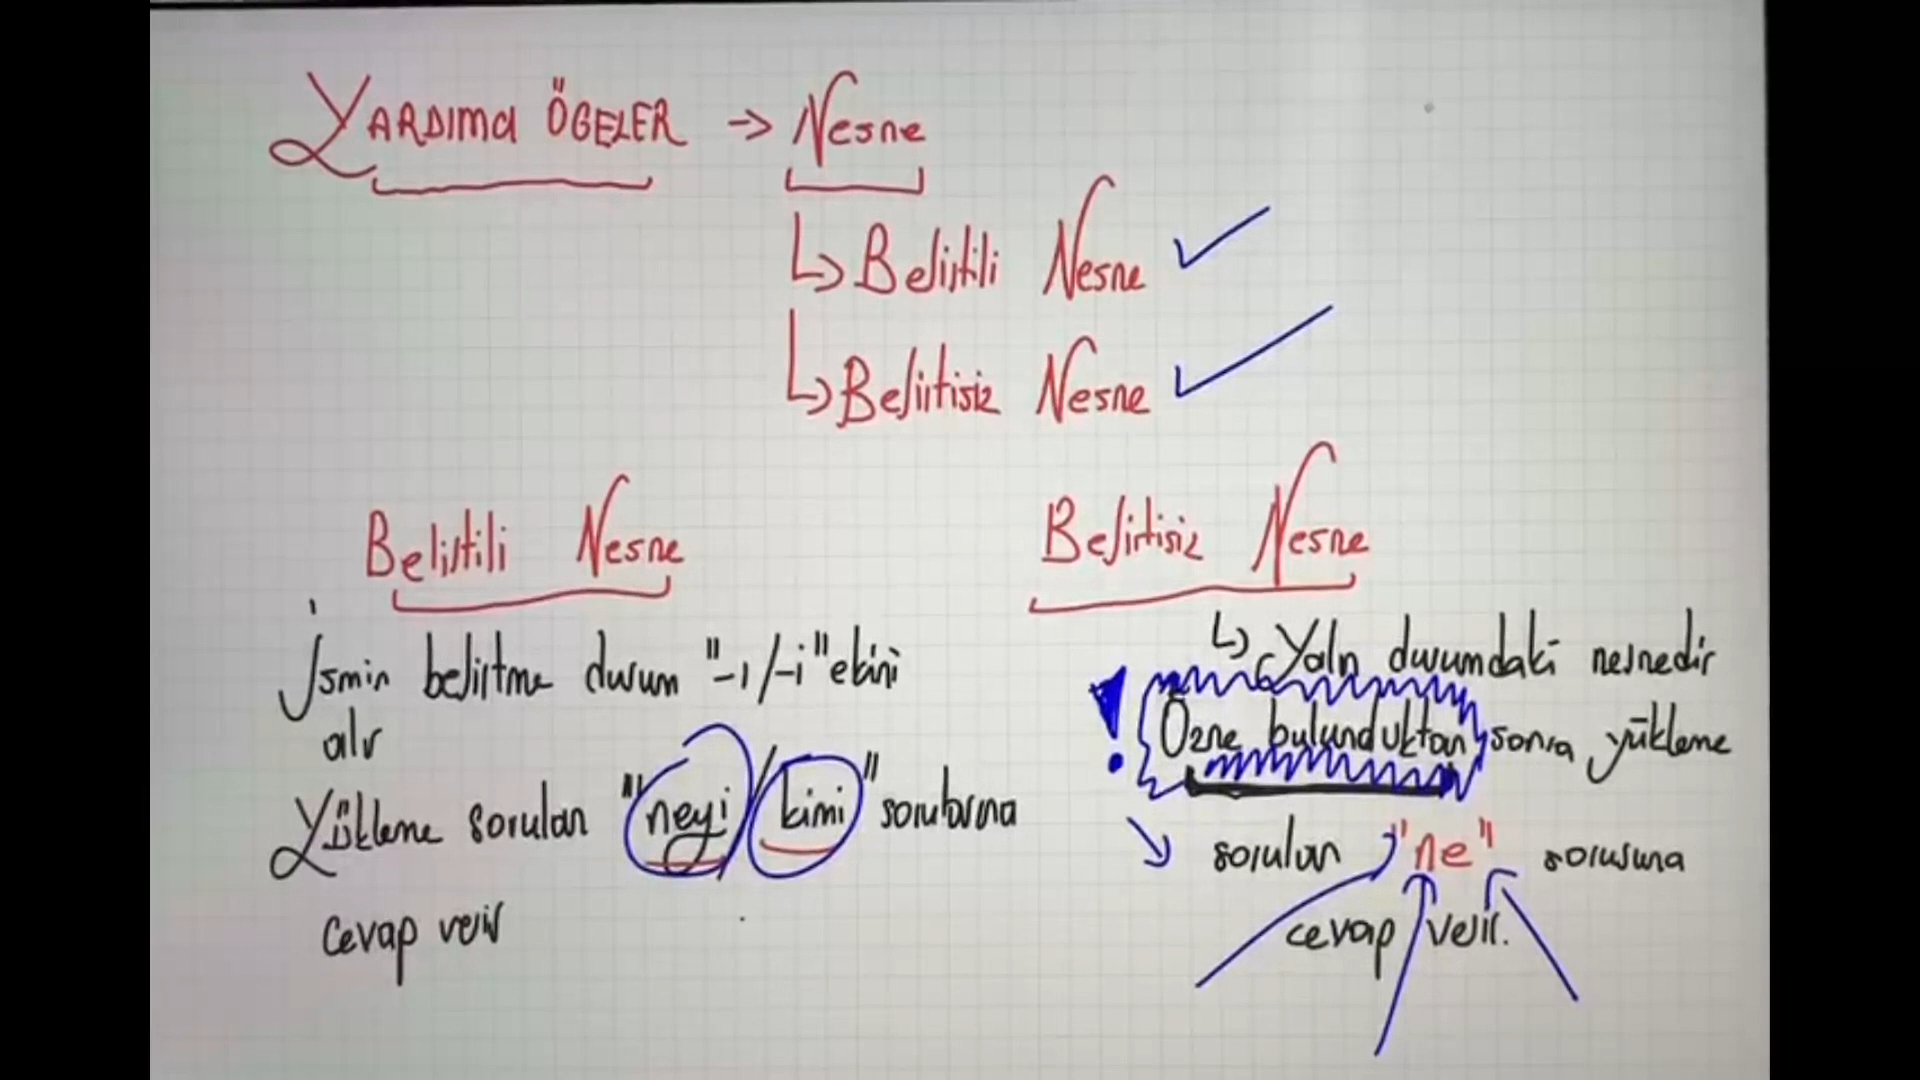 YARDIMCI ÖGELER → Nesne
↳ Belirtili Nesne ✓
↳ Belirtisiz Nesne ✓
Belirtili Nesne
İsmin belirtme durum "-ı/-i" ekini
alır
Yükleme sorulan "neyi/kimi" sorularına
cevap verir
Belirtisiz Nesne
↳ Yalın durumdaki nesnedir
! Özne bulunduktan sonra yükleme
sorulan "ne" sorusuna
cevap verir.